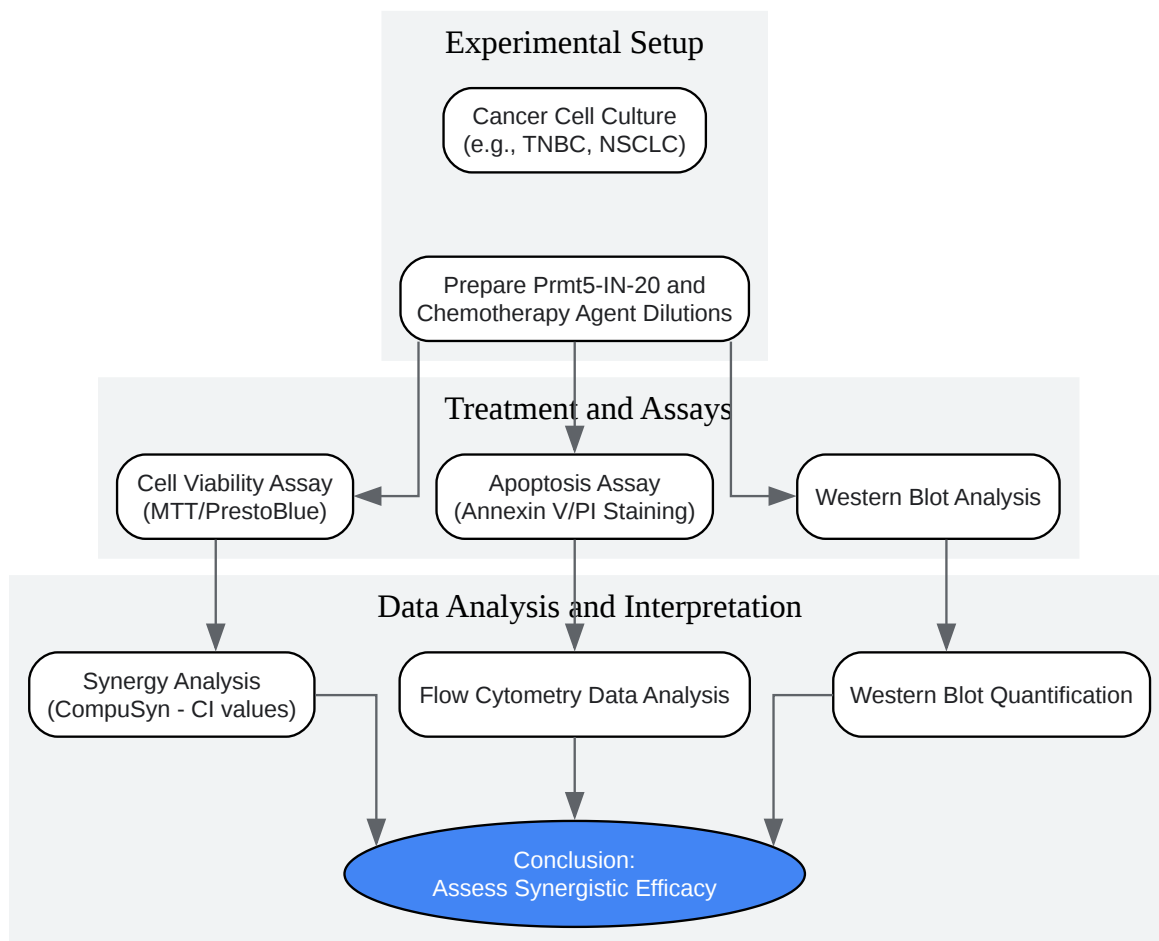 Experimental Setup
Cancer Cell Culture
(e.g., TNBC, NSCLC)
Prepare Prmt5-IN-20 and
Chemotherapy Agent Dilutions
Treatment and Assays
Cell Viability Assay
(MTT/PrestoBlue)
Apoptosis Assay
(Annexin V/PI Staining)
Western Blot Analysis
Data Analysis and Interpretation
Synergy Analysis
(CompuSyn - CI values)
Flow Cytometry Data Analysis
Western Blot Quantification
Conclusion:
Assess Synergistic Efficacy